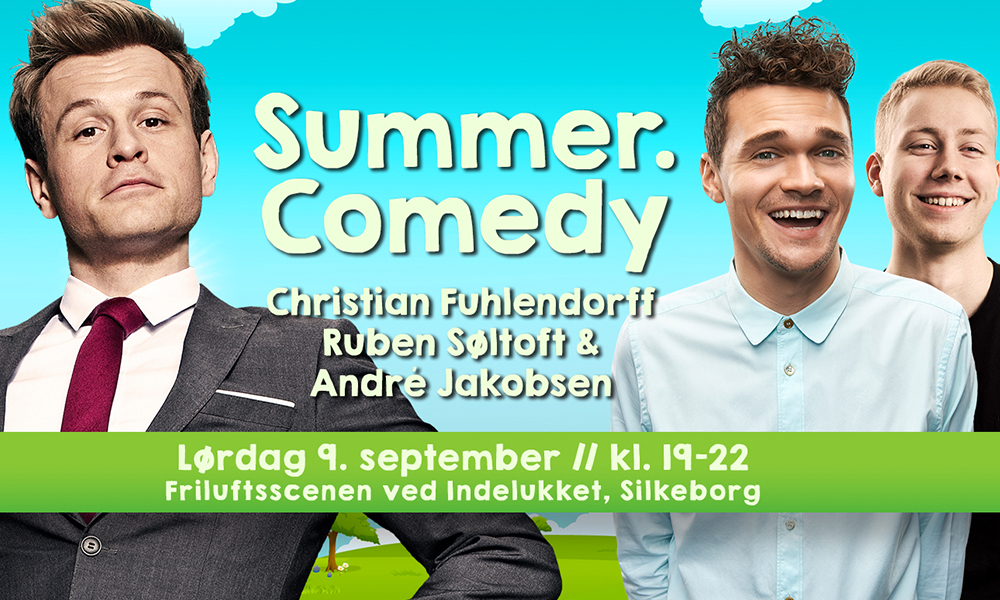 Summer.
Comedy
Christian Fuhlendorff
Ruben Søltoft &
André Jakobsen
Lørdag 9. september // kl. 19-22
Friluftsscenen ved Indelukket, Silkeborg